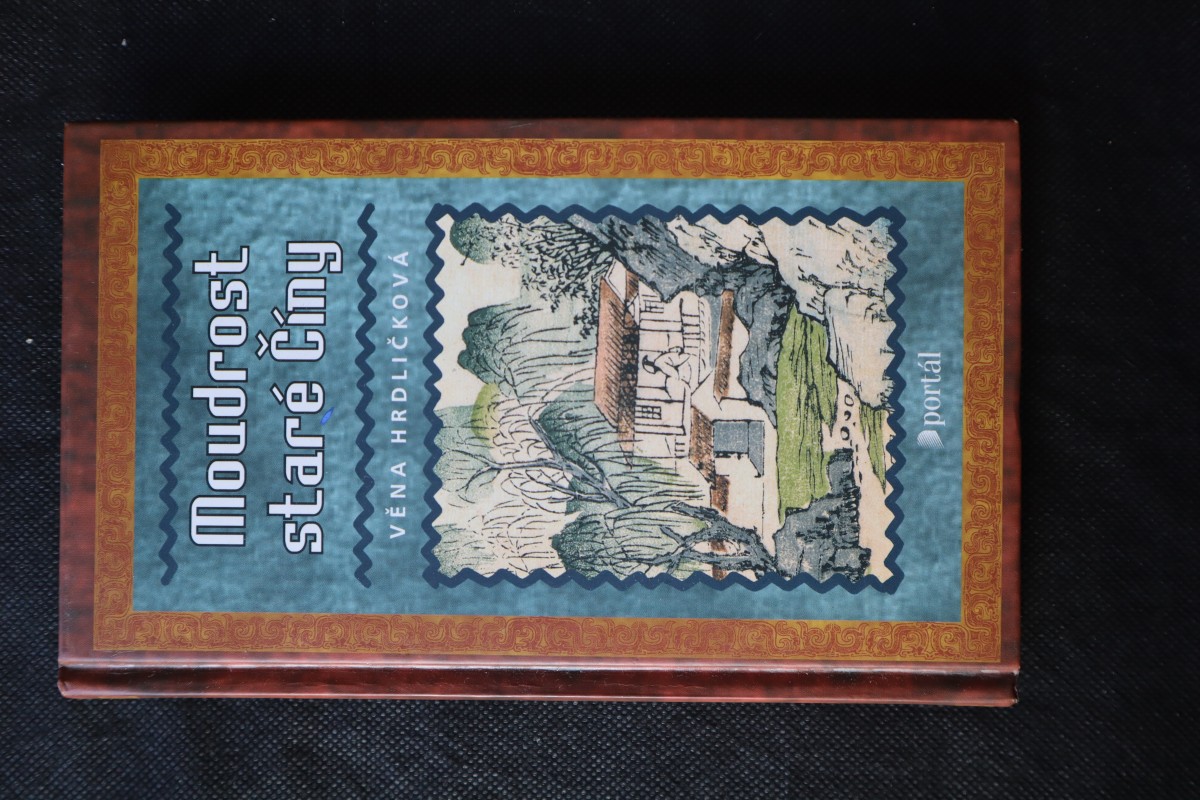 Moudrost
staré Číny
VĚNA HRDLIČKOVÁ
portál